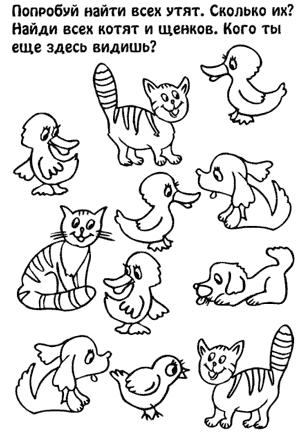 Попробуй найти всех утят. Сколько их?
Найди всех котят и щенков. Кого ты
еще здесь видишь?